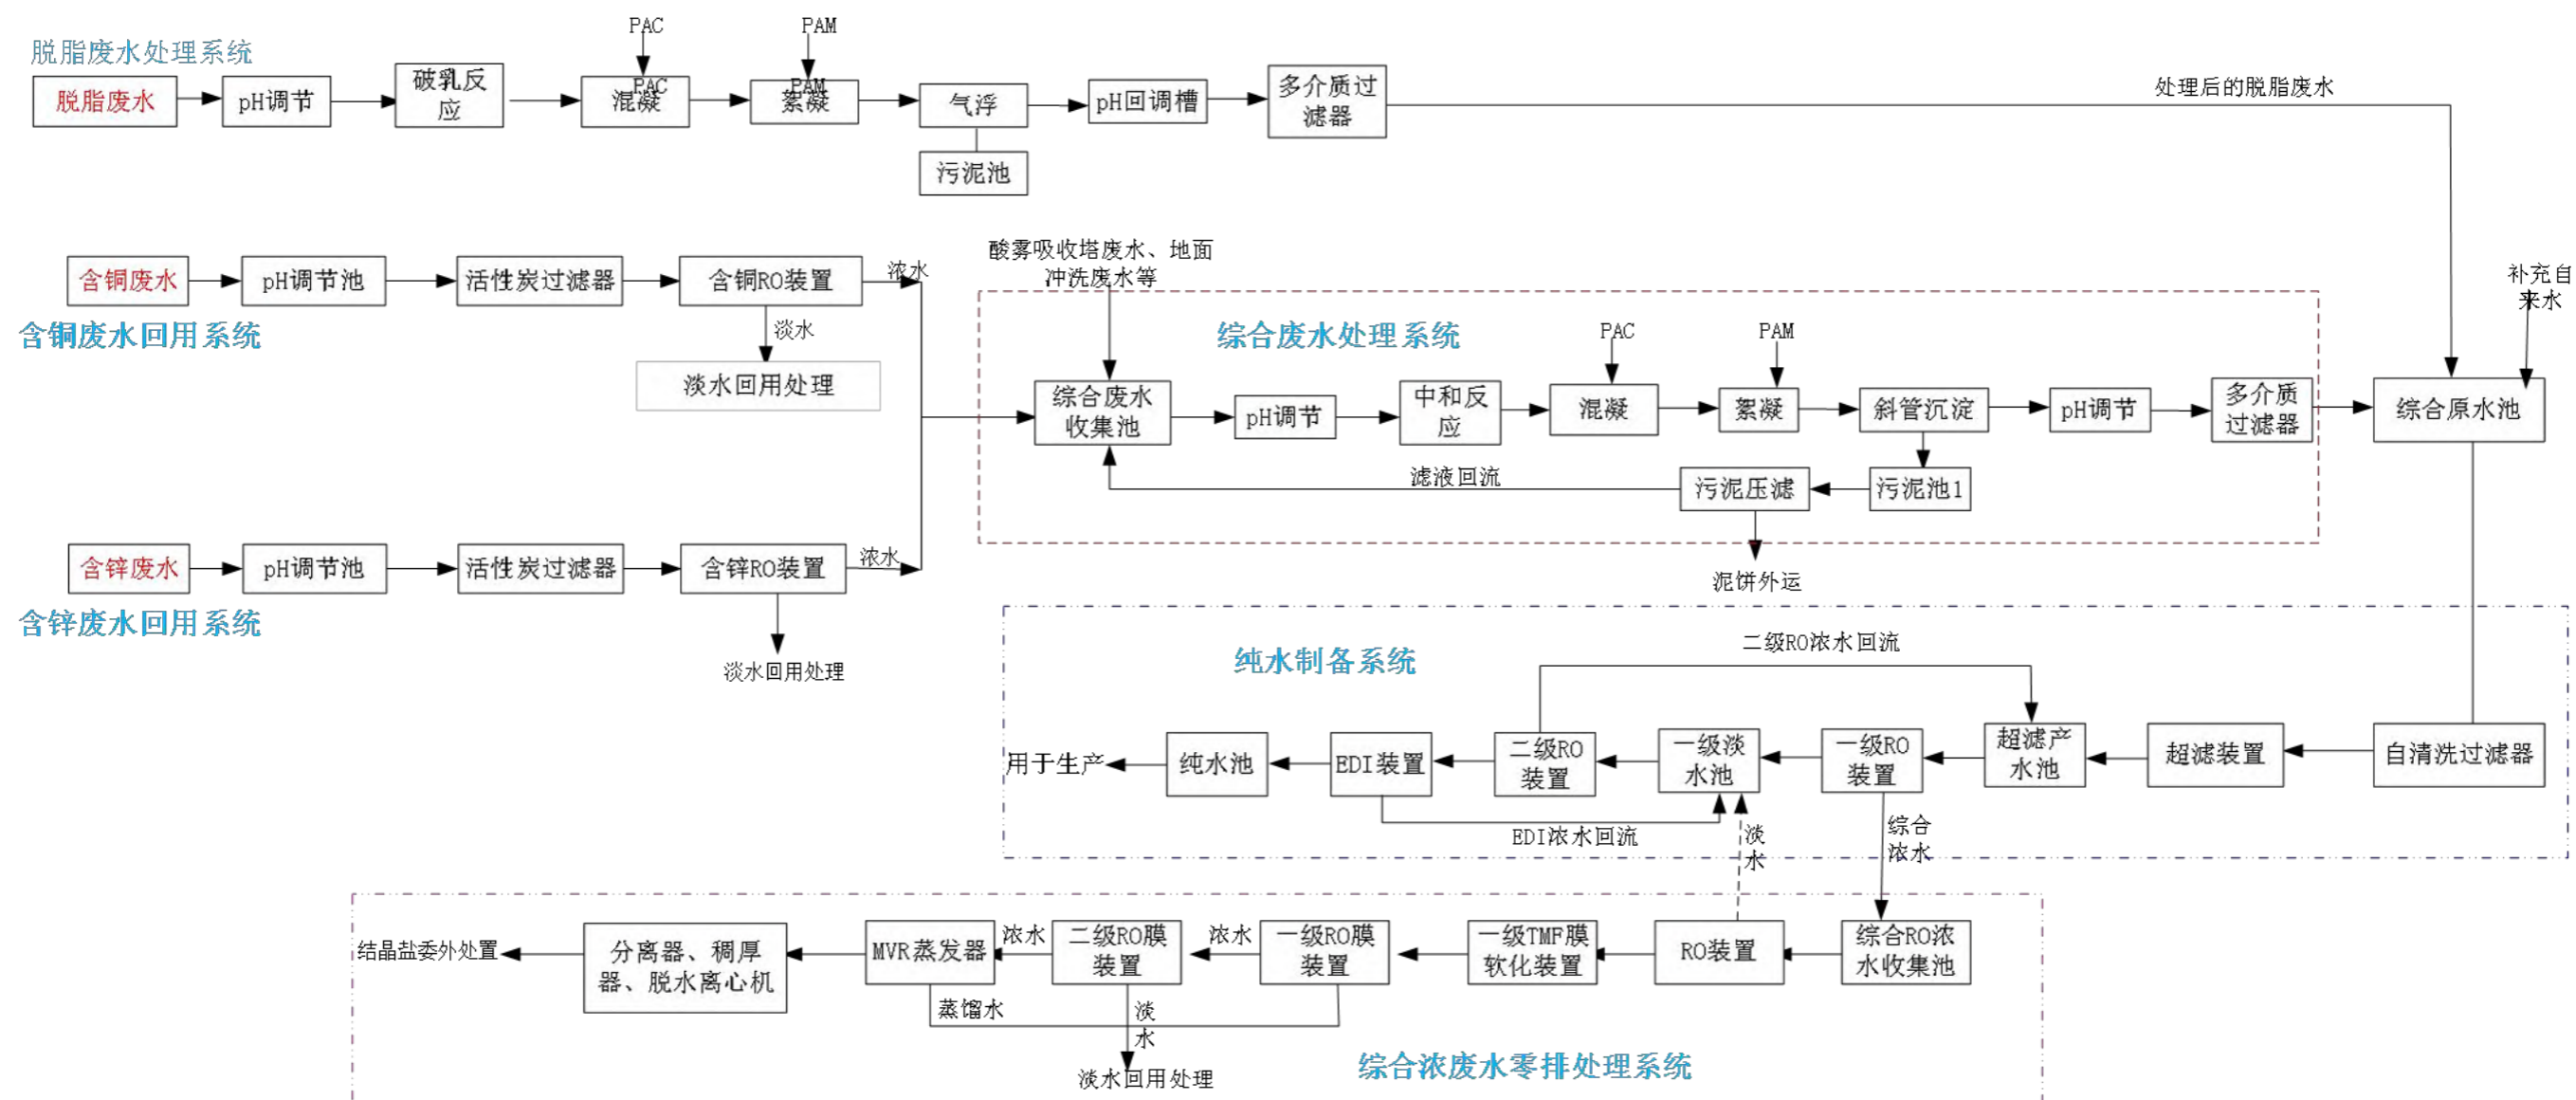 脱脂废水处理系统
PAC
PAM
脱脂废水
pH调节
破乳反
应
PAC
混凝
PAM
絮凝
气浮
pH回调槽
多介质过
滤器
处理后的脱脂废水
污泥池
含铜废水
pH调节池
活性炭过滤器
含铜RO装置
浓水
含铜废水回用系统
淡水
淡水回用处理
酸雾吸收塔废水、地面
冲洗废水等
综合废水处理系统
PAC
PAM
补充自
来水
综合废水
收集池
pH调节
中和反
应
混凝
絮凝
斜管沉淀
pH调节
多介质
过滤器
综合原水池
滤液回流
污泥压滤
污泥池1
泥饼外运
含锌废水
pH调节池
活性炭过滤器
含锌RO装置
浓水
含锌废水回用系统
淡水回用处理
纯水制备系统
二级RO浓水回流
用于生产
纯水池
EDI装置
二级RO
装置
一级淡
水池
一级RO
装置
超滤产
水池
超滤装置
自清洗过滤器
EDI浓水回流
淡
水
综合
浓水
结晶盐委外处置
分离器、稠厚
器、脱水离心机
MVR蒸发器
浓水
二级RO膜
装置
浓水
一级RO膜
装置
一级TMF膜
软化装置
RO装置
综合RO浓
水收集池
蒸馏水
淡
水
淡水回用处理
综合浓废水零排处理系统